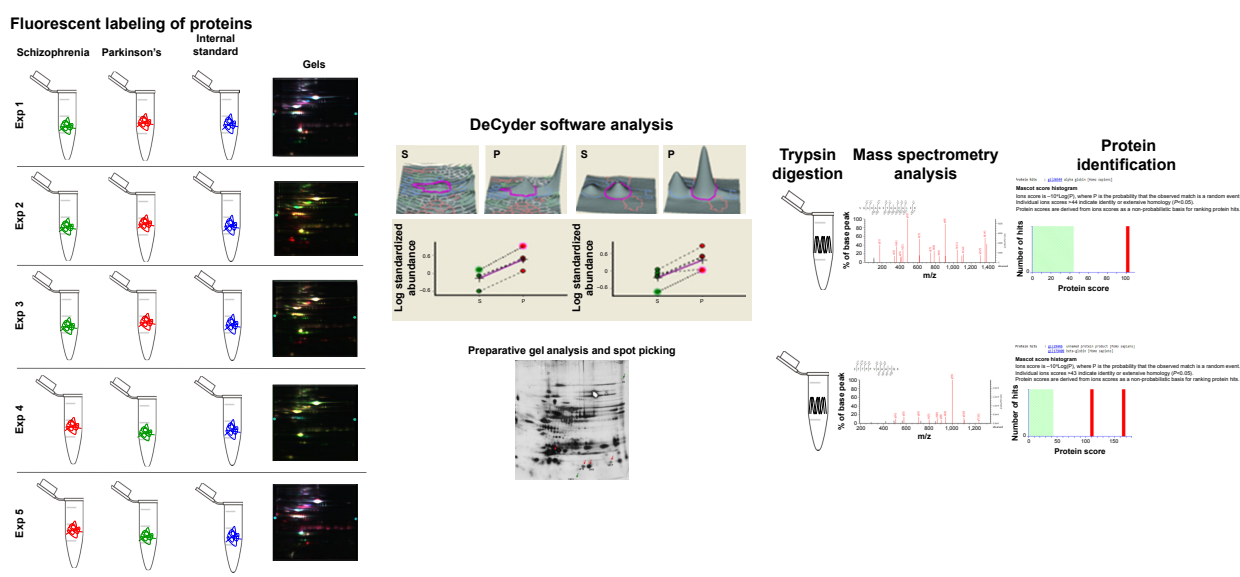 Fluorescent labeling of proteins
Schizophrenia
Parkinson's
Internal
standard
Gels
Exp 1
Exp 2
Exp 3
Exp 4
Exp 5
DeCyder software analysis
S
P
S
P
Log standardized
abundance
0.6
0
–0.6
S
P
Log standardized
abundance
0.6
0
–0.6
S
P
Preparative gel analysis and spot picking
Trypsin
digestion
Mass spectrometry
analysis
Protein
identification
% of base peak
100
80
60
40
20
0
200
400
600
800
1,000
1,200
1,400
m/z
Mascot score histogram
Ions score is –10*Log(P), where P is the probability that the observed match is a random event.
Individual ions scores >44 indicate identity or extensive homology (P<0.05).
Protein scores are derived from ions scores as a non-probabilistic basis for ranking protein hits.
Number of hits
0
0
20
40
60
80
100
Protein score
% of base peak
100
80
60
40
20
0
200
400
600
800
1,000
1,200
m/z
Mascot score histogram
Ions score is –10*Log(P), where P is the probability that the observed match is a random event.
Individual ions scores >43 indicate identity or extensive homology (P<0.05).
Protein scores are derived from ions scores as a non-probabilistic basis for ranking protein hits.
Number of hits
0
0
50
100
150
Protein score